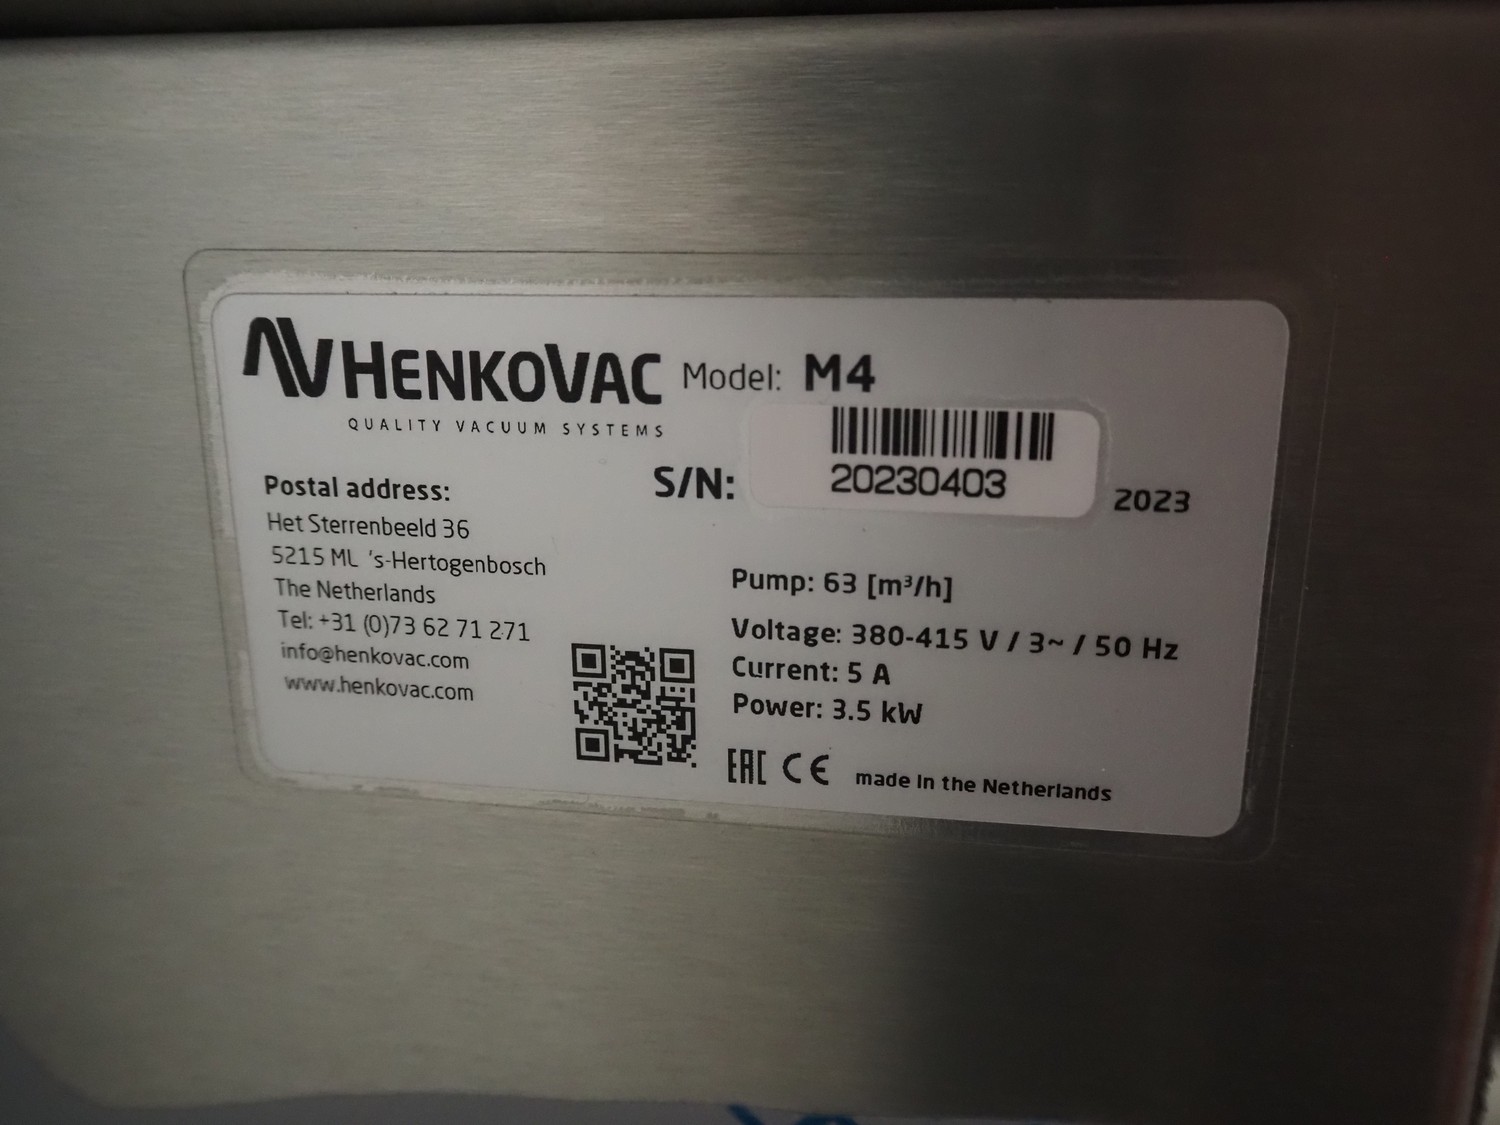 HENKOVAC
QUALITY VACUUM SYSTEMS
Model: M4
S/N: 20230403 2023
Postal address:
Het Sterrenbeeld 36
5215 ML 's-Hertogenbosch
The Netherlands
Tel: +31 (0)73 62 71 271
info@henkovac.com
www.henkovac.com
Pump: 63 [m³/h]
Voltage: 380-415 V / 3~ / 50 Hz
Current: 5 A
Power: 3.5 kW
EAC CE made in the Netherlands